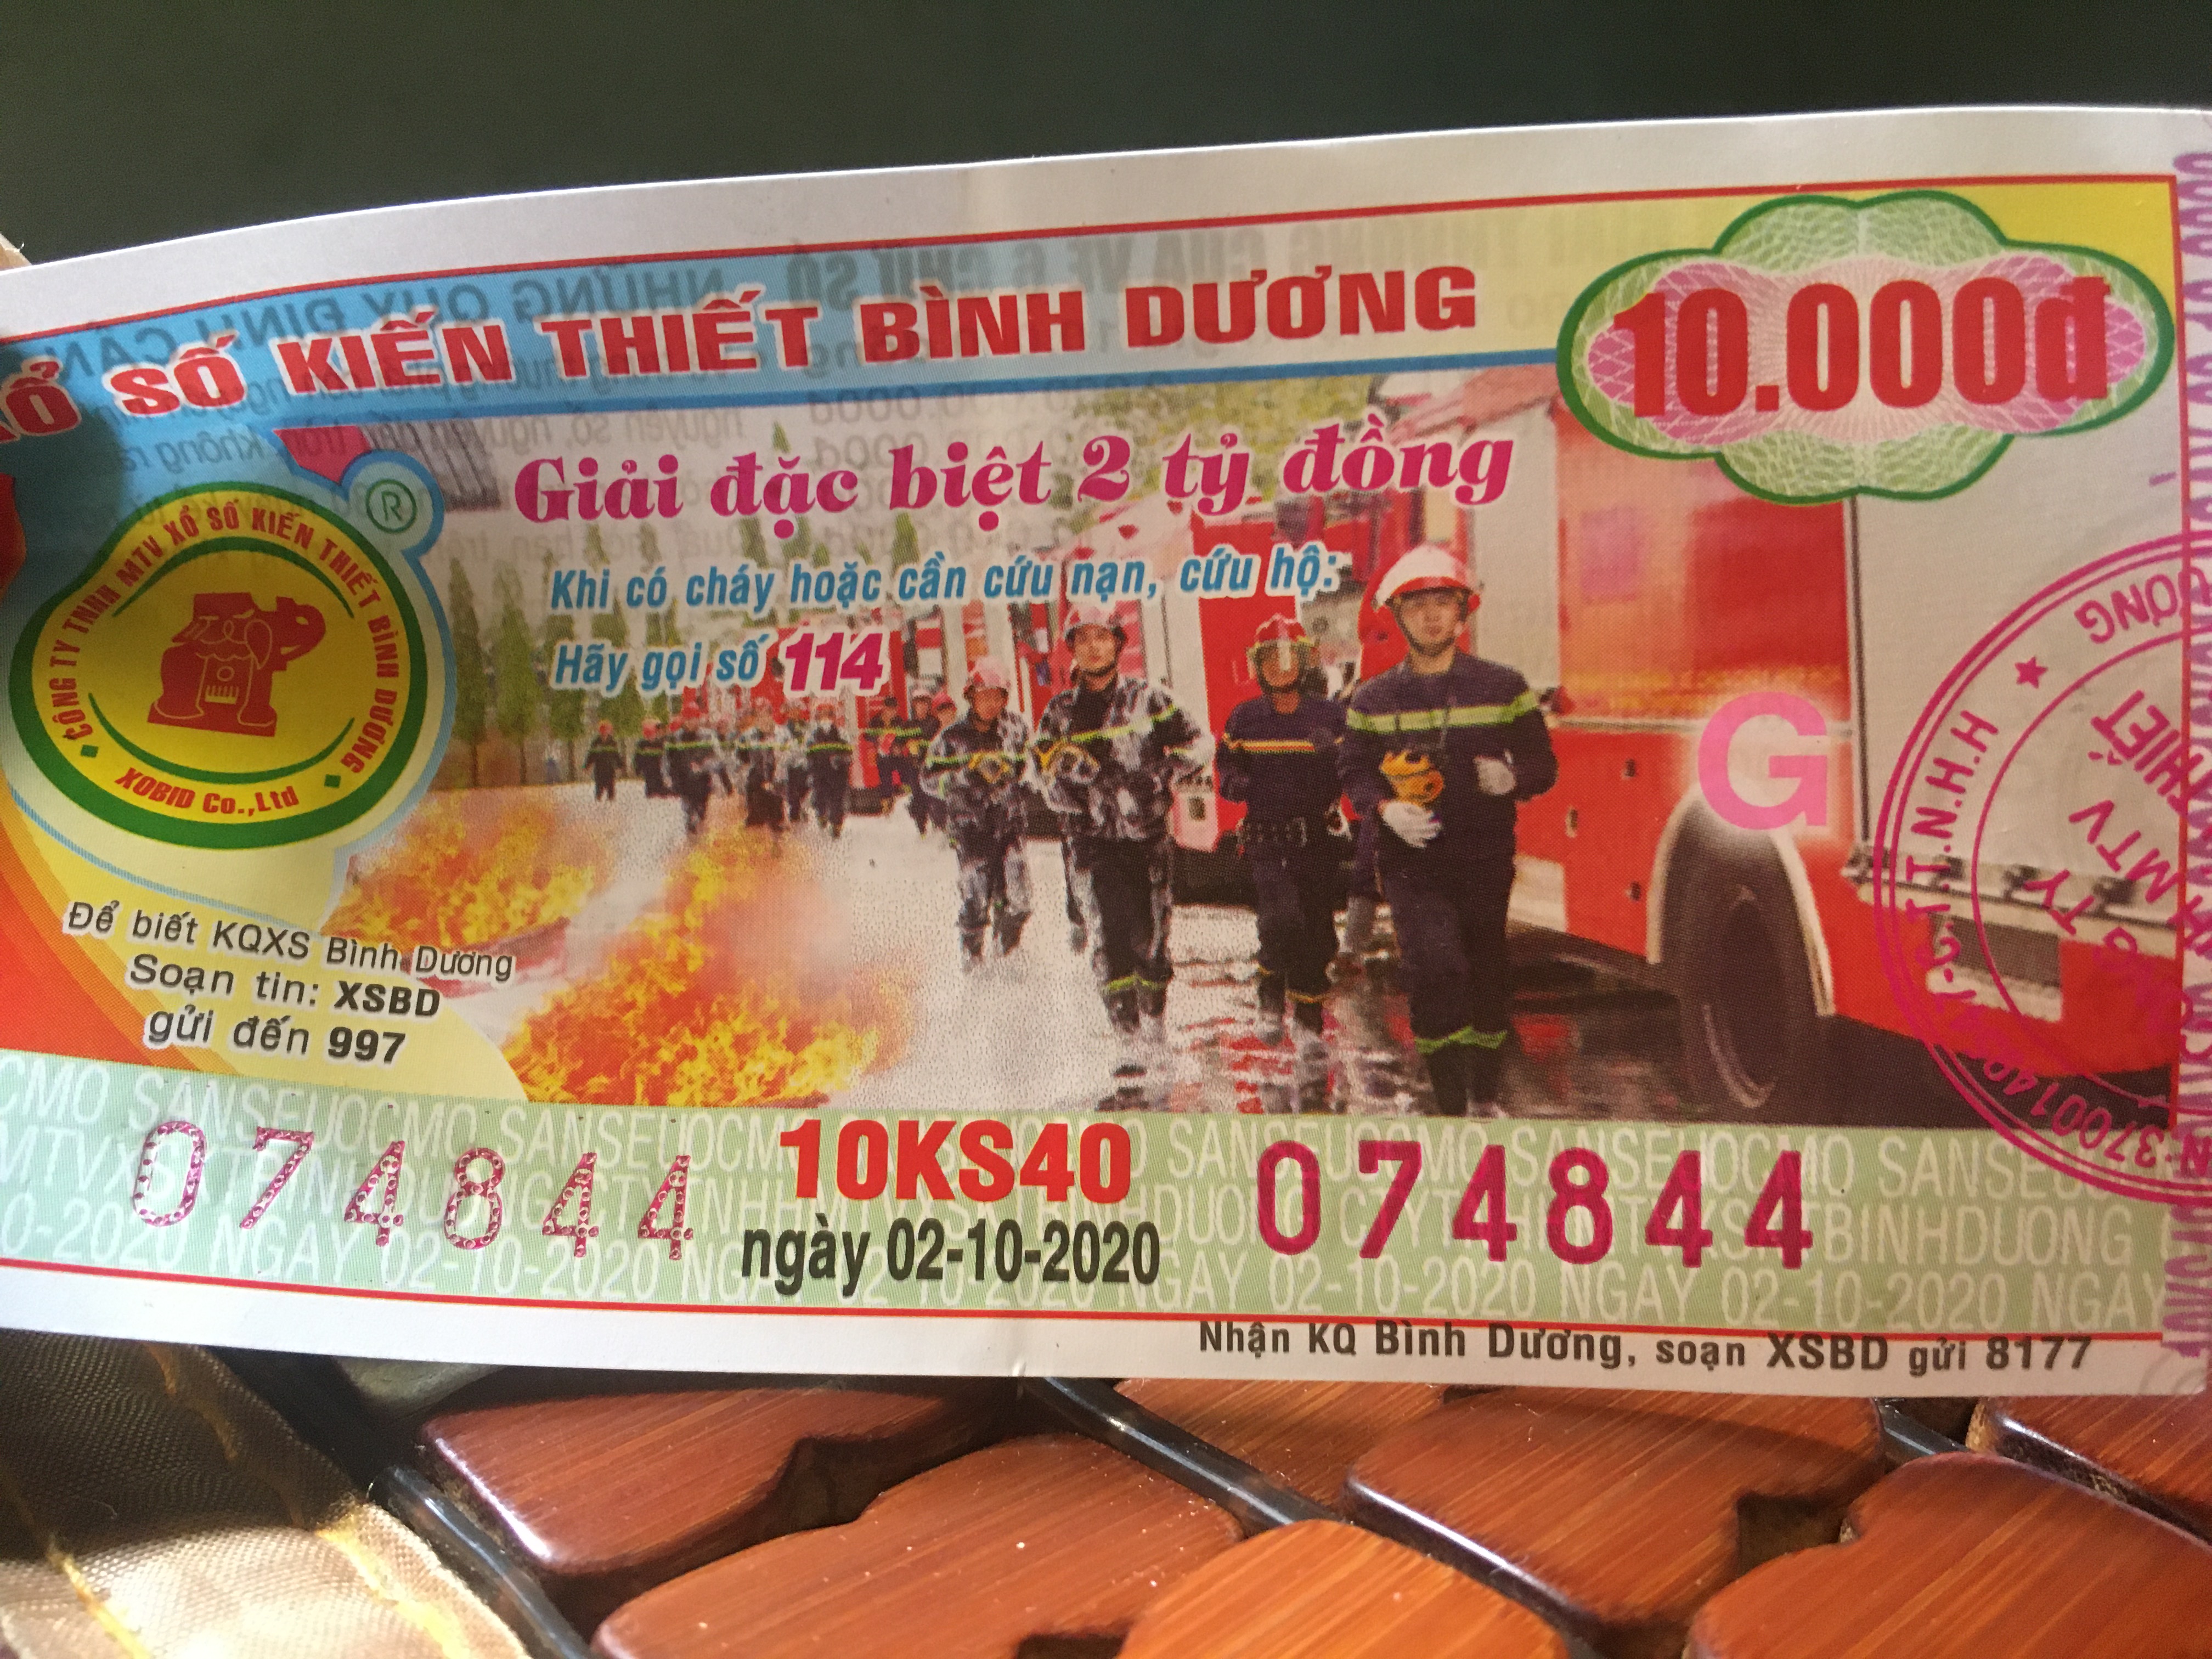 XỔ SỐ KIẾN THIẾT BÌNH DƯƠNG
10.000đ
Giải đặc biệt 2 tỷ đồng
Khi có cháy hoặc cần cứu nạn, cứu hộ:
Hãy gọi số 114
®
CÔNG TY TNHH MTV XỔ SỐ KIẾN THIẾT BÌNH DƯƠNG
XOBID Co.,Ltd
G
T.N.H.H
MTV
THIẾT
Để biết KQXS Bình Dương
Soạn tin: XSBD
gửi đến 997
074844
10KS40
ngày 02-10-2020
074844
Nhận KQ Bình Dương, soạn XSBD gửi 8177